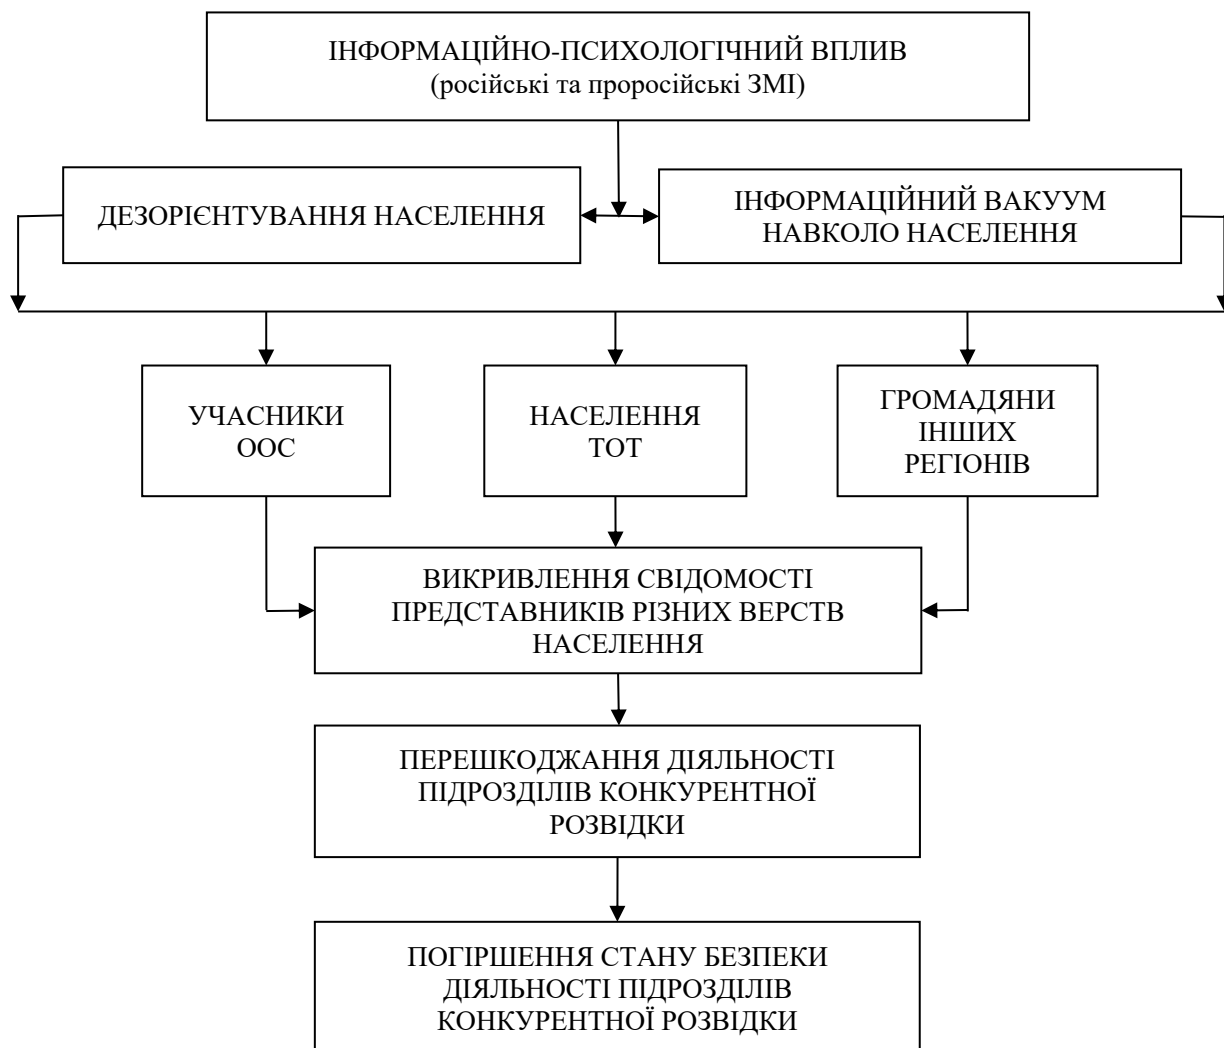 ІНФОРМАЦІЙНО-ПСИХОЛОГІЧНИЙ ВПЛИВ
(російські та проросійські ЗМІ)
ДЕЗОРІЄНТУВАННЯ НАСЕЛЕННЯ
ІНФОРМАЦІЙНИЙ ВАКУУМ
НАВКОЛО НАСЕЛЕННЯ
УЧАСНИКИ
ООС
НАСЕЛЕННЯ
ТОТ
ГРОМАДЯНИ
ІНШИХ
РЕГІОНІВ
ВИКРИВЛЕННЯ СВІДОМОСТІ
ПРЕДСТАВНИКІВ РІЗНИХ ВЕРСТВ
НАСЕЛЕННЯ
ПЕРЕШКОДЖАННЯ ДІЯЛЬНОСТІ
ПІДРОЗДІЛІВ КОНКУРЕНТНОЇ
РОЗВІДКИ
ПОГІРШЕННЯ СТАНУ БЕЗПЕКИ
ДІЯЛЬНОСТІ ПІДРОЗДІЛІВ
КОНКУРЕНТНОЇ РОЗВІДКИ